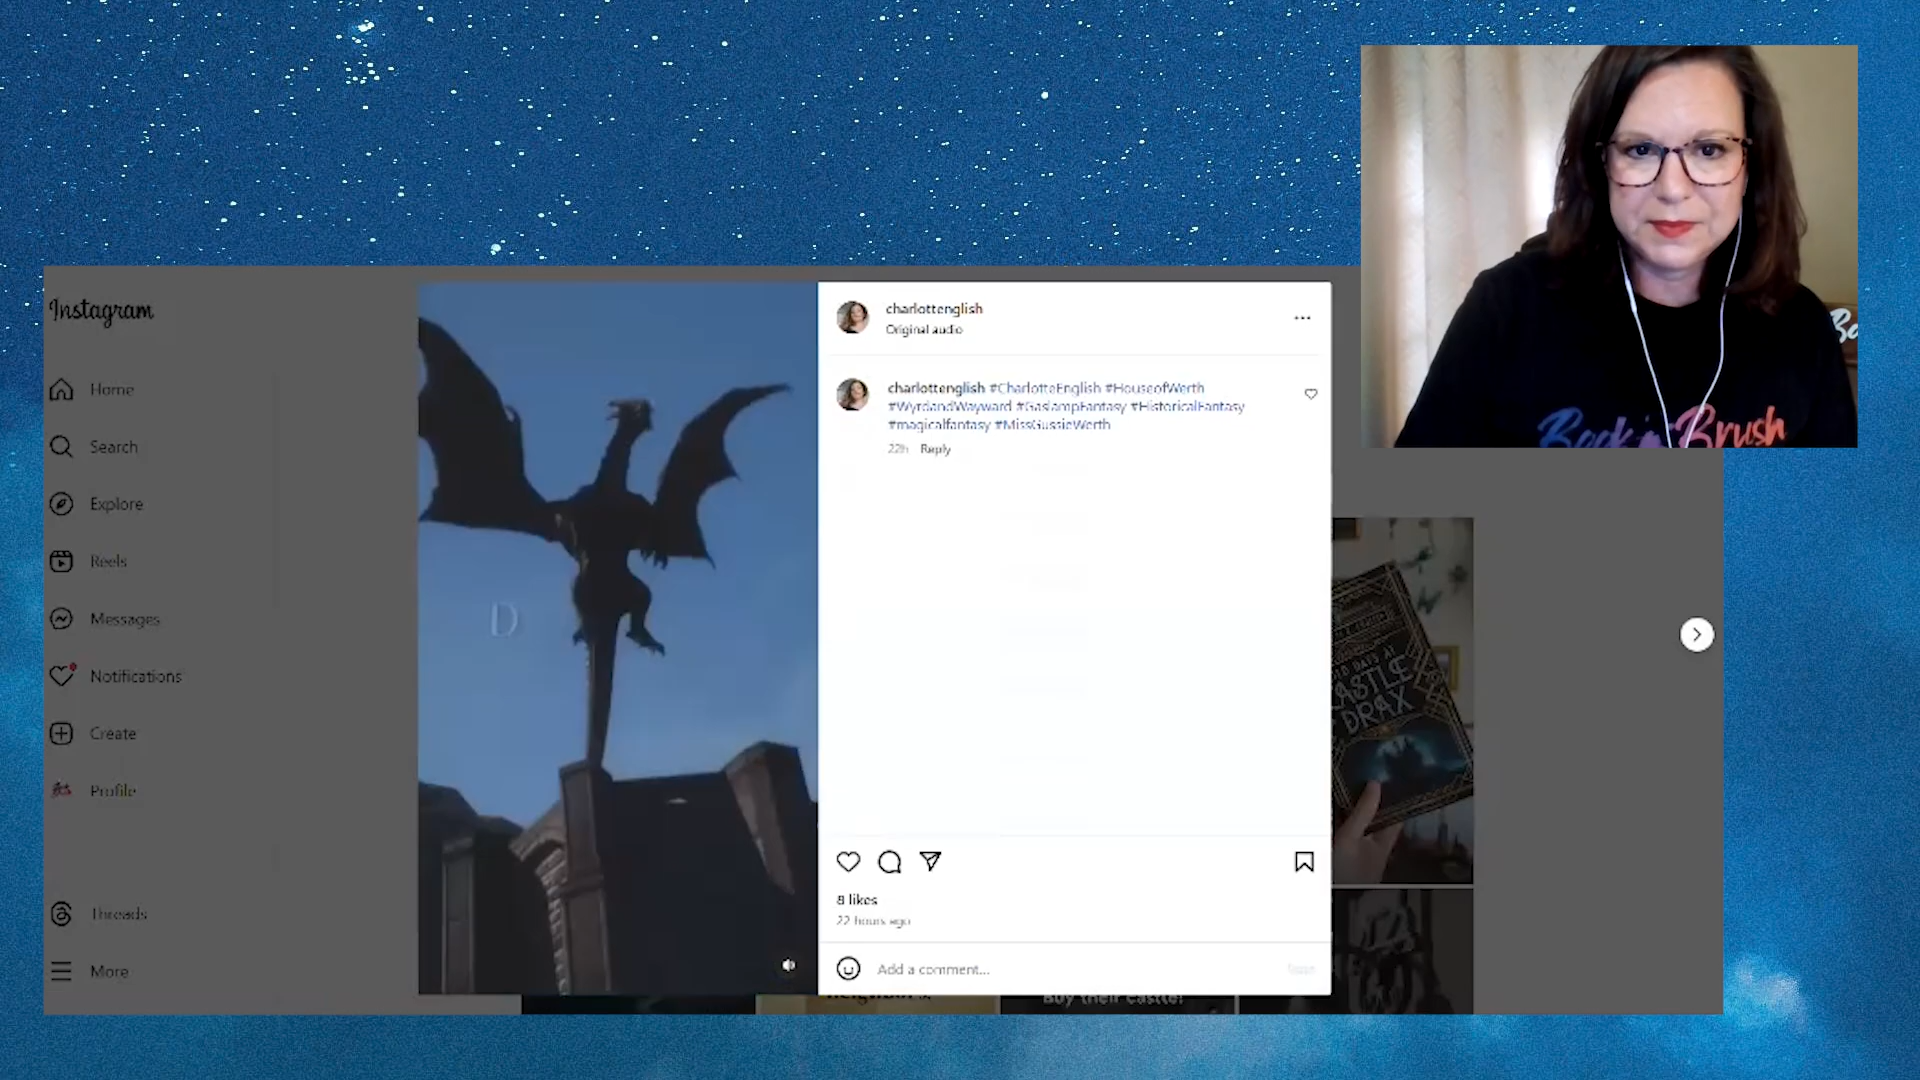 Instagram
Home
Search
Explore
Reels
Messages
Notifications
Create
Profile
Threads
More
D
charlottenglish
Original audio
charlottenglish #CharlotteEnglish #HouseofWerth
#WyrdandWayward #GaslampFantasy #HistoricalFantasy
#magicalfantasy #MissGussieWerth
22h Reply
8 likes
22 hours ago
Add a comment...
Buy their castle!
DAYS AT
CASTLE
DRAX
Book Brush